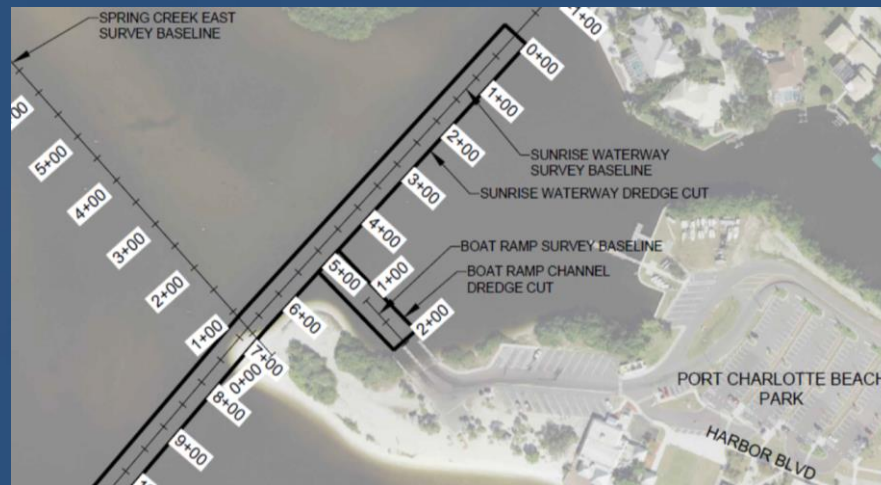 SPRING CREEK EAST
SURVEY BASELINE
-1+00
0+00
1+00
2+00
3+00
4+00
5+00
6+00
7+00
8+00
9+00
SUNRISE WATERWAY
SURVEY BASELINE
SUNRISE WATERWAY DREDGE CUT
BOAT RAMP SURVEY BASELINE
BOAT RAMP CHANNEL
DREDGE CUT
1+00
2+00
5+00
4+00
3+00
2+00
1+00
0+00
PORT CHARLOTTE BEACH
PARK
HARBOR BLVD